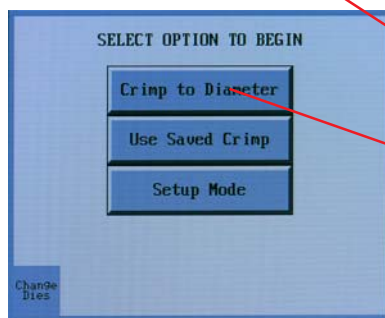 SELECT OPTION TO BEGIN
Crimp to Diameter
Use Saved Crimp
Setup Mode
Change
Dies